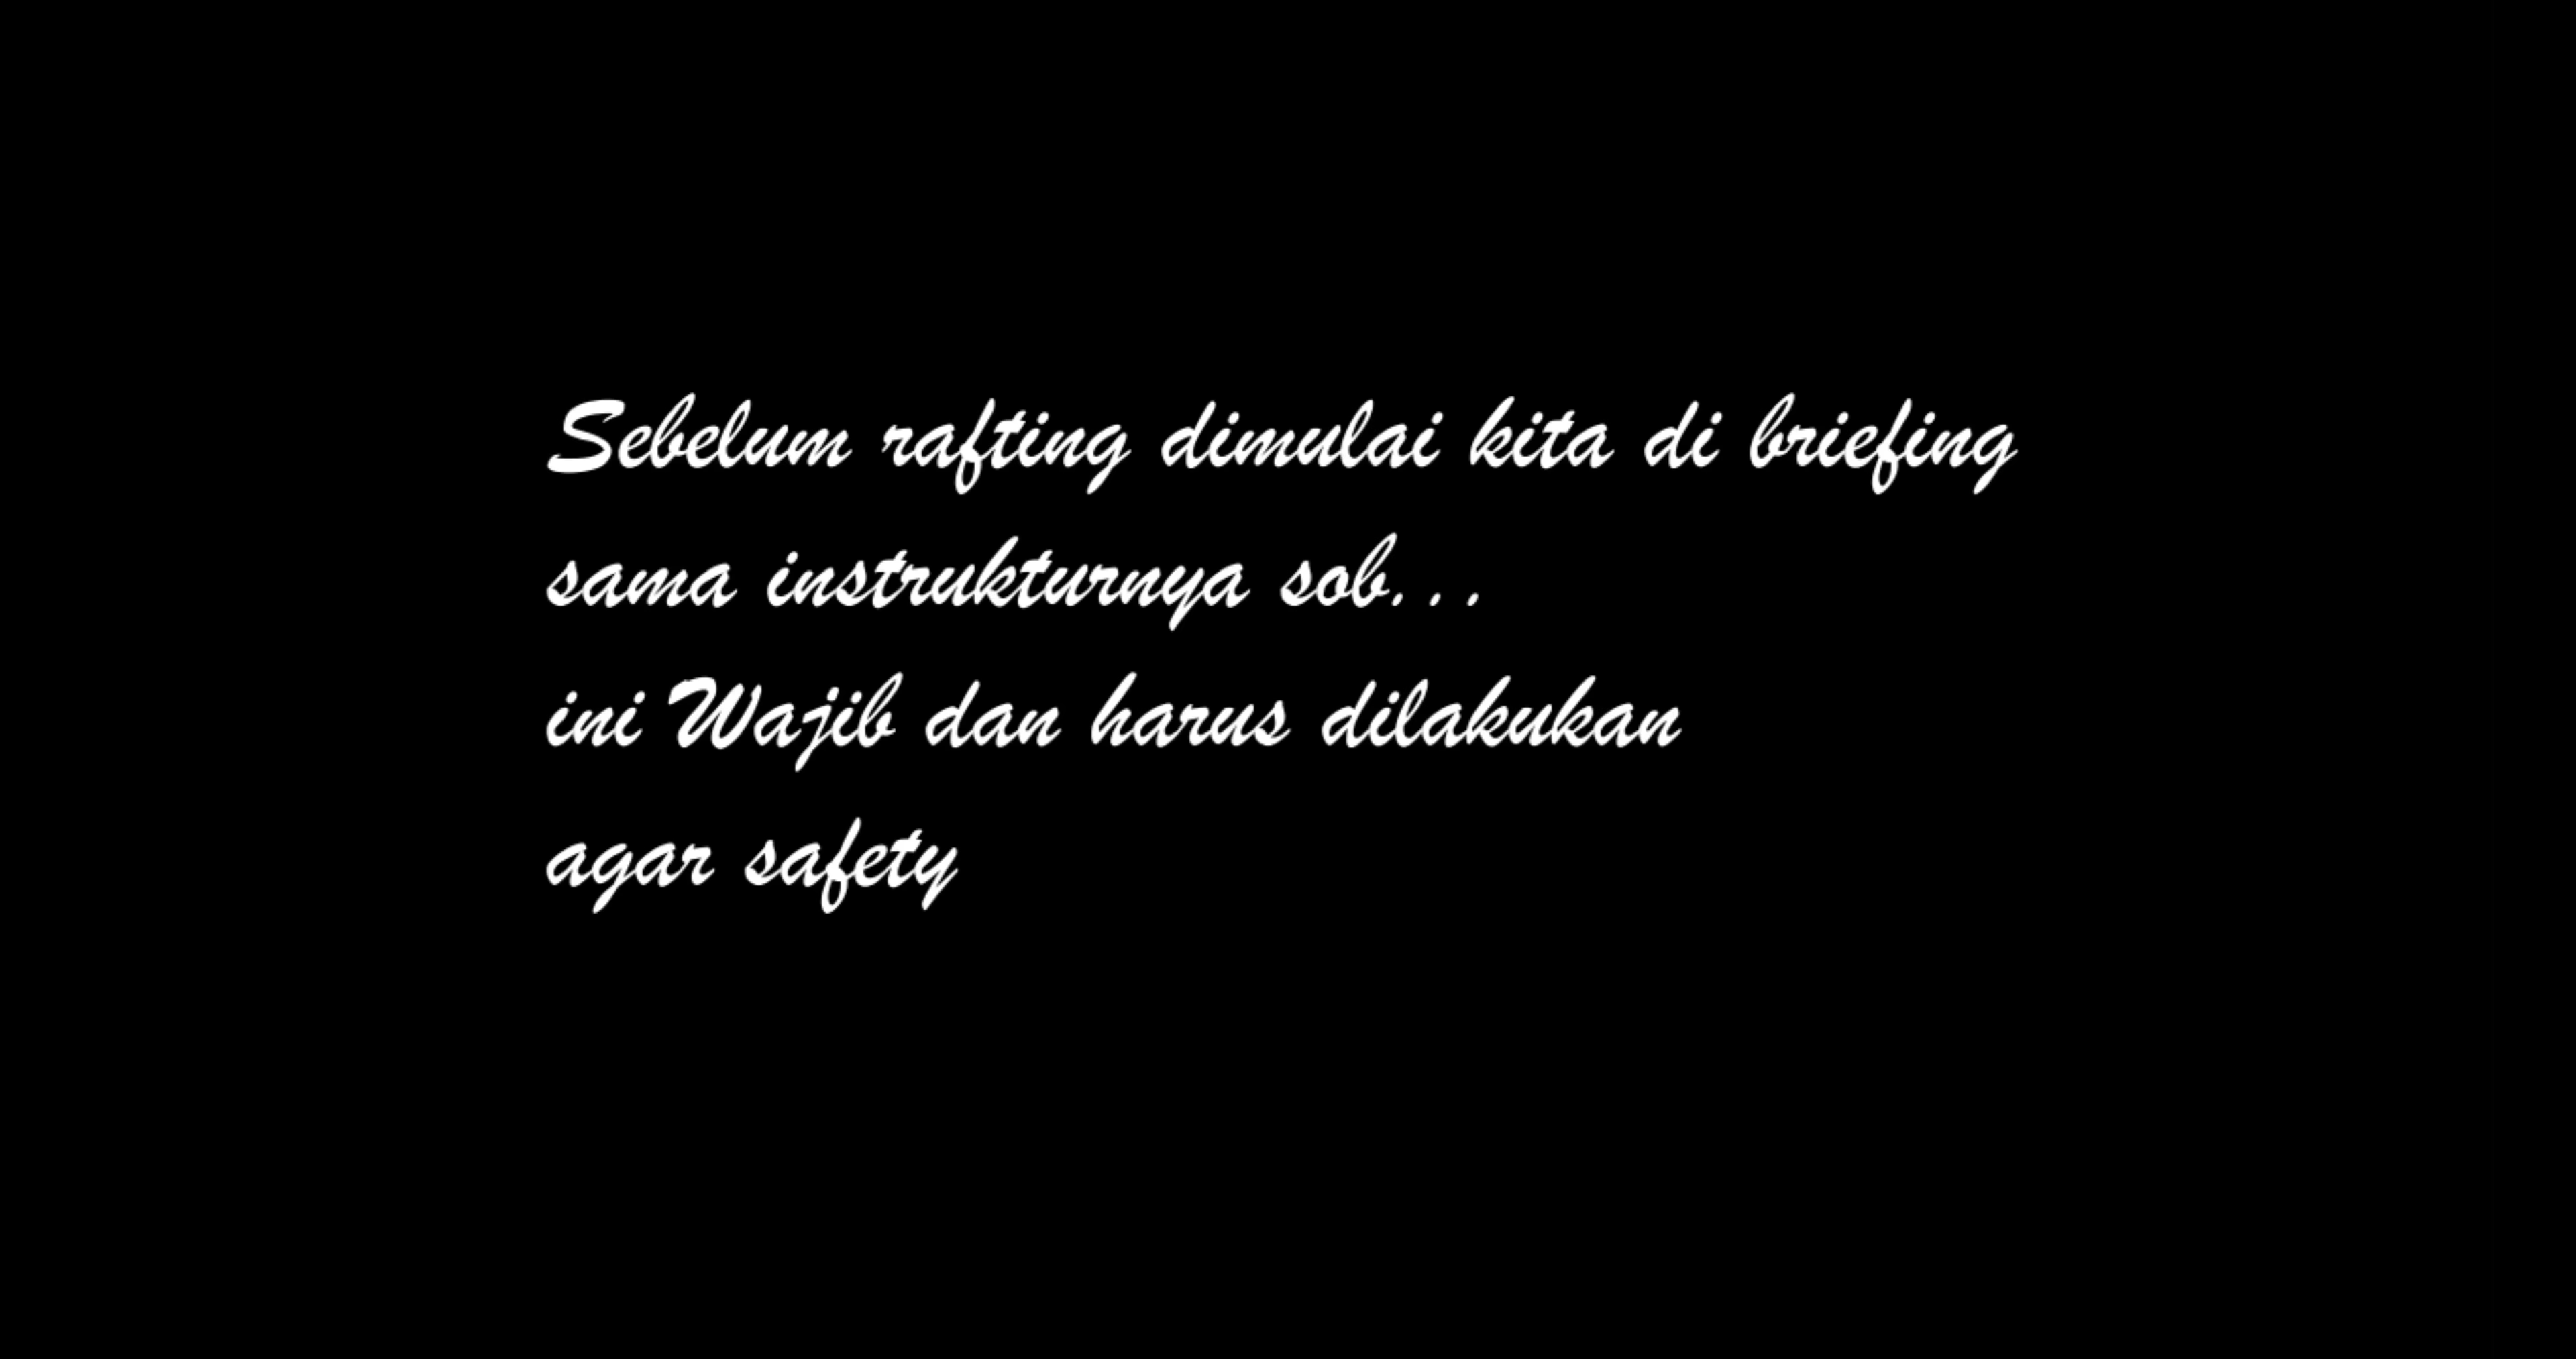 Sebelum rafting dimulai kita di briefing
sama instrukturnya sob...
ini Wajib dan harus dilakukan
agar safety